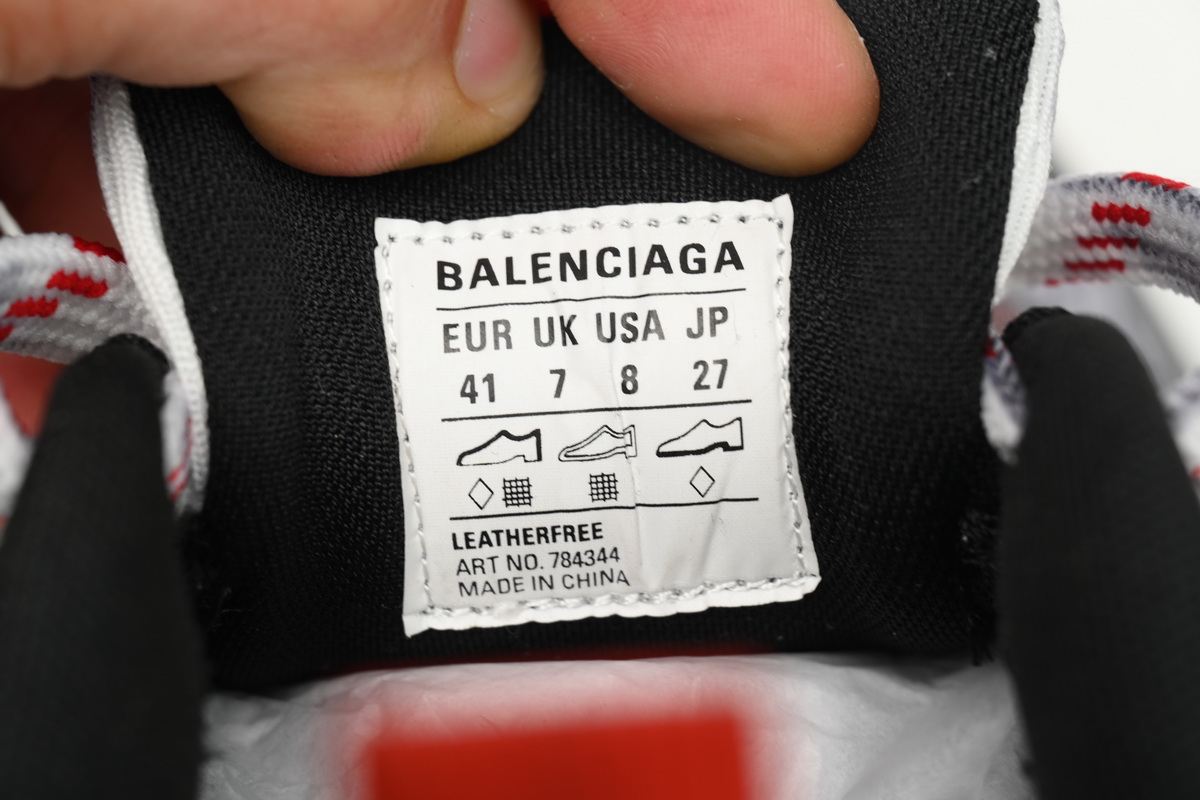 BALENCIAGA
EUR UK USA JP
41 7 8 27
LEATHERFREE
ART NO. 784344
MADE IN CHINA